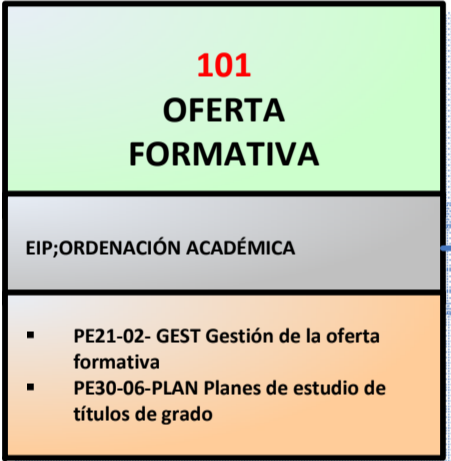 101
OFERTA
FORMATIVA
EIP;ORDENACIÓN ACADÉMICA
▪ PE21-02- GEST Gestión de la oferta
formativa
▪ PE30-06-PLAN Planes de estudio de
títulos de grado